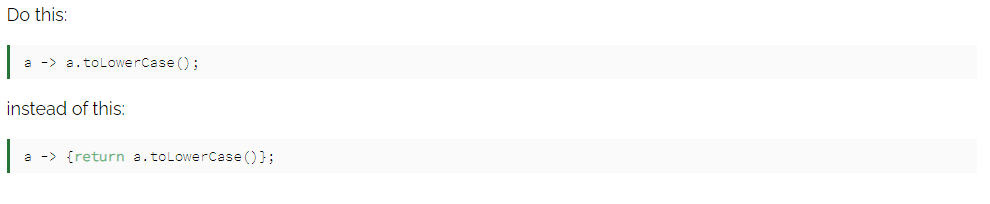 Do this:
a -> a.toLowerCase();
instead of this:
a -> {return a.toLowerCase()};